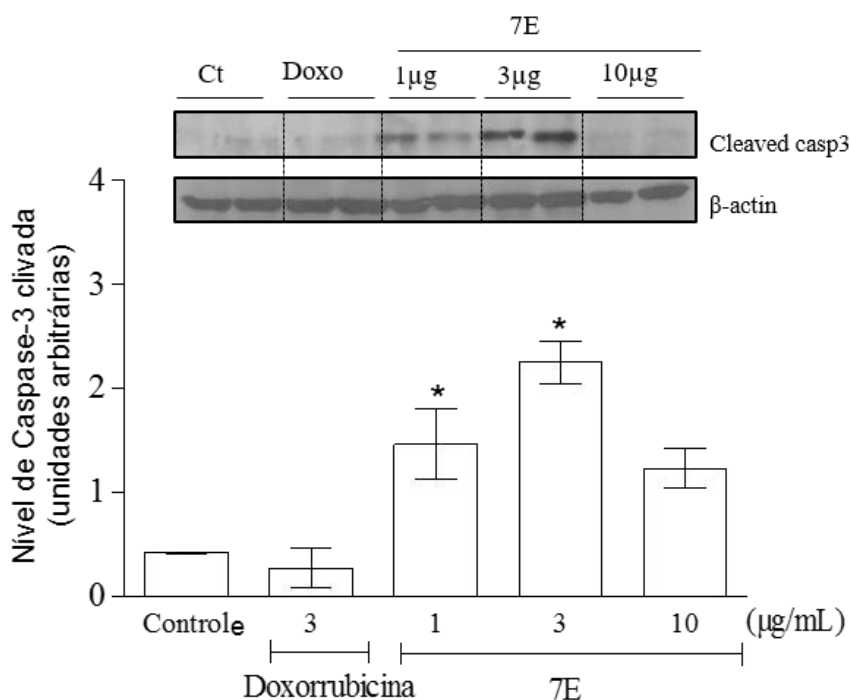 7E
Ct Doxo 1µg 3µg 10µg
Cleaved casp3
β-actin
Nível de Caspase-3 clivada
(unidades arbitrárias)
4
3
2
1
0
*
*
Controle 3 1 3 10 (µg/mL)
Doxorrubicina 7E